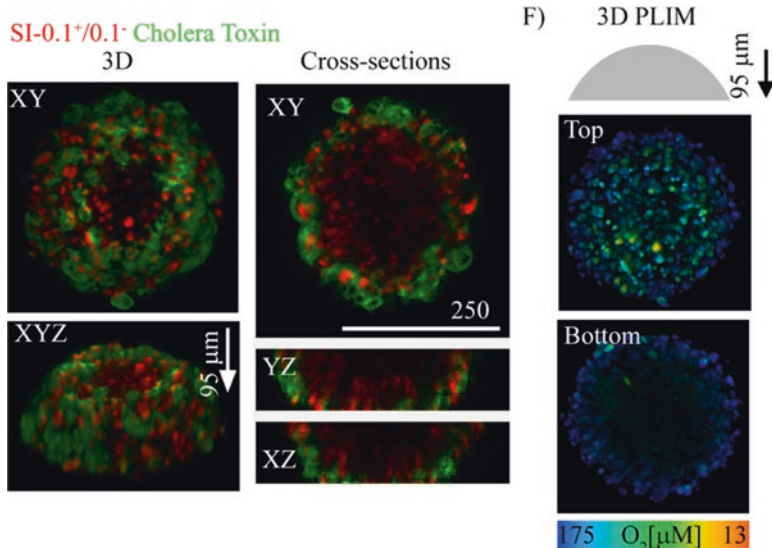 SI-0.1⁺/0.1⁻ Cholera Toxin
3D
Cross-sections
XY
XY
250
XYZ
95 μm
YZ
XZ
F)
3D PLIM
95 μm
Top
Bottom
175 O₂[μM] 13